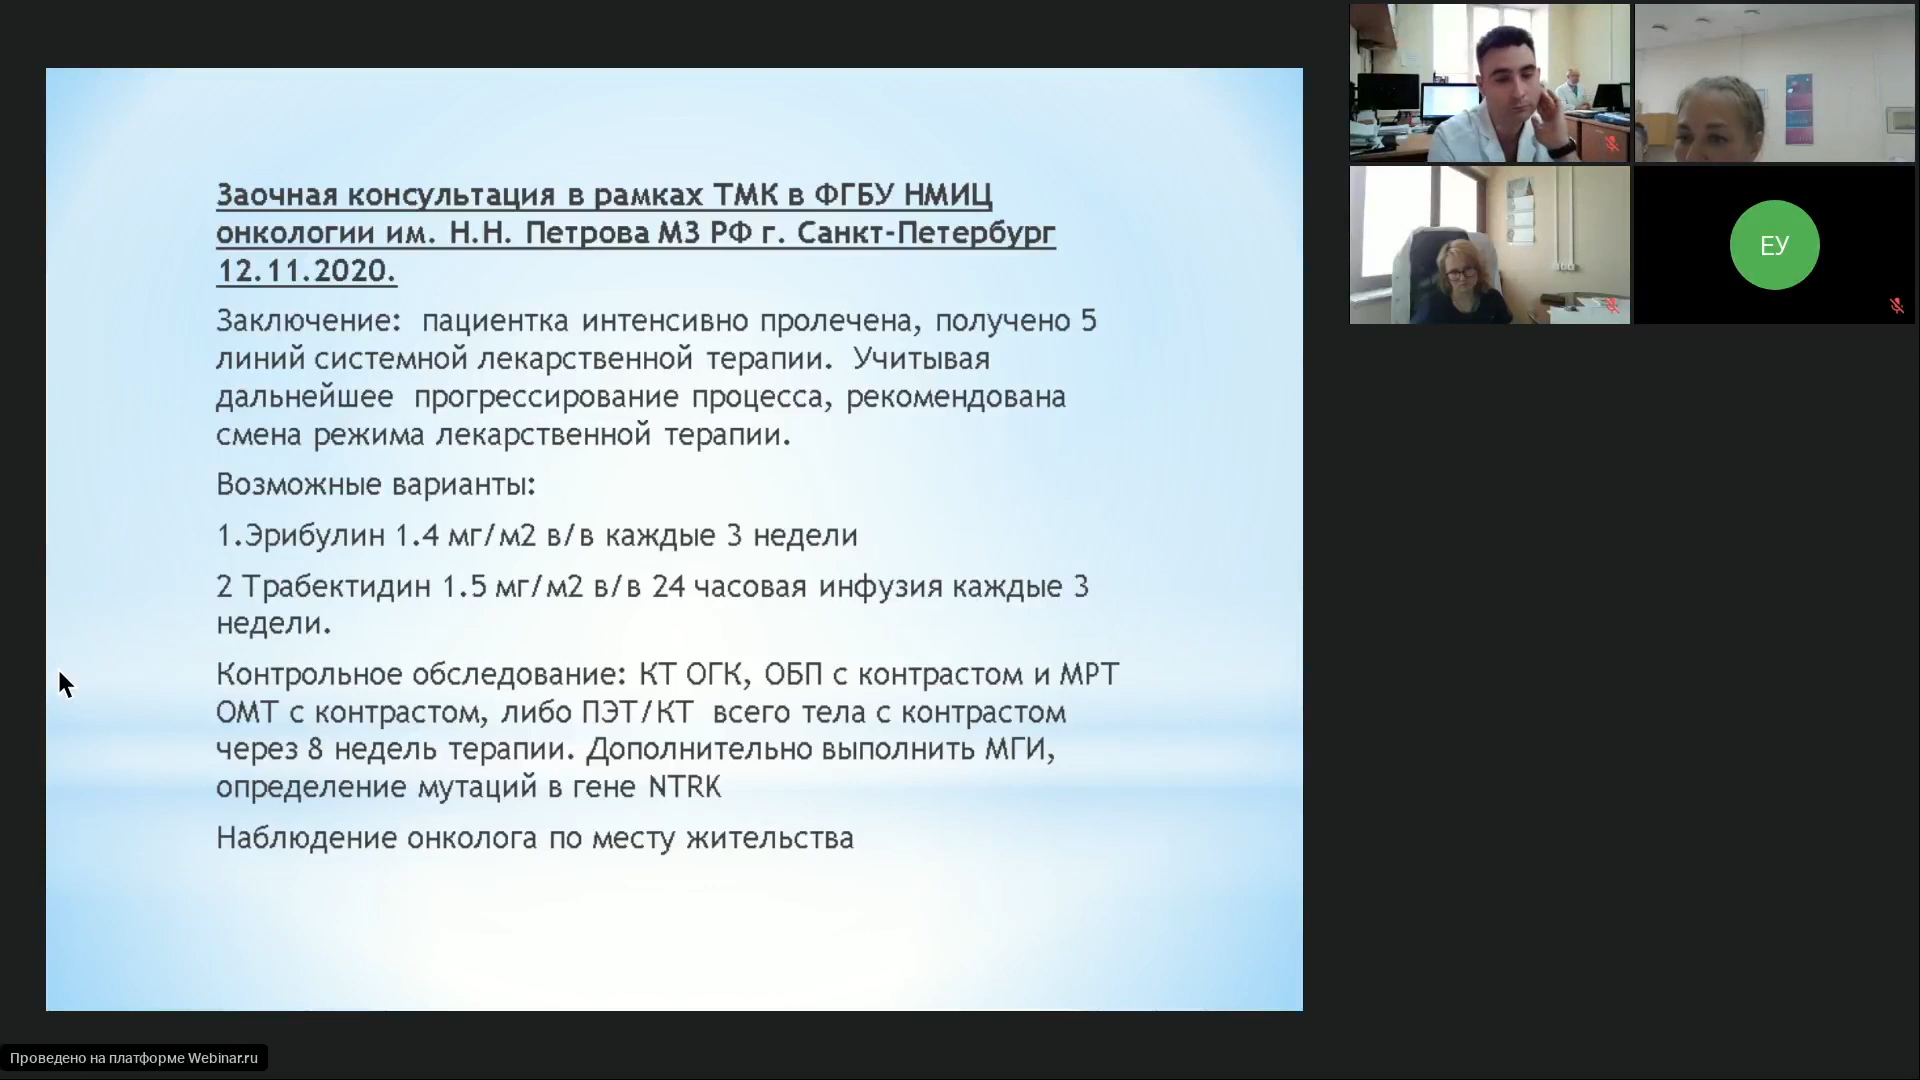 Заочная консультация в рамках ТМК в ФГБУ НМИЦ
онкологии им. Н.Н. Петрова МЗ РФ г. Санкт-Петербург
12.11.2020.
Заключение: пациентка интенсивно пролечена, получено 5
линий системной лекарственной терапии. Учитывая
дальнейшее прогрессирование процесса, рекомендована
смена режима лекарственной терапии.
Возможные варианты:
1.Эрибулин 1.4 мг/м2 в/в каждые 3 недели
2 Трабектидин 1.5 мг/м2 в/в 24 часовая инфузия каждые 3
недели.
Контрольное обследование: КТ ОГК, ОБП с контрастом и МРТ
ОМТ с контрастом, либо ПЭТ/КТ всего тела с контрастом
через 8 недель терапии. Дополнительно выполнить МГИ,
определение мутаций в гене NTRK
Наблюдение онколога по месту жительства
ЕУ
Проведено на платформе Webinar.ru